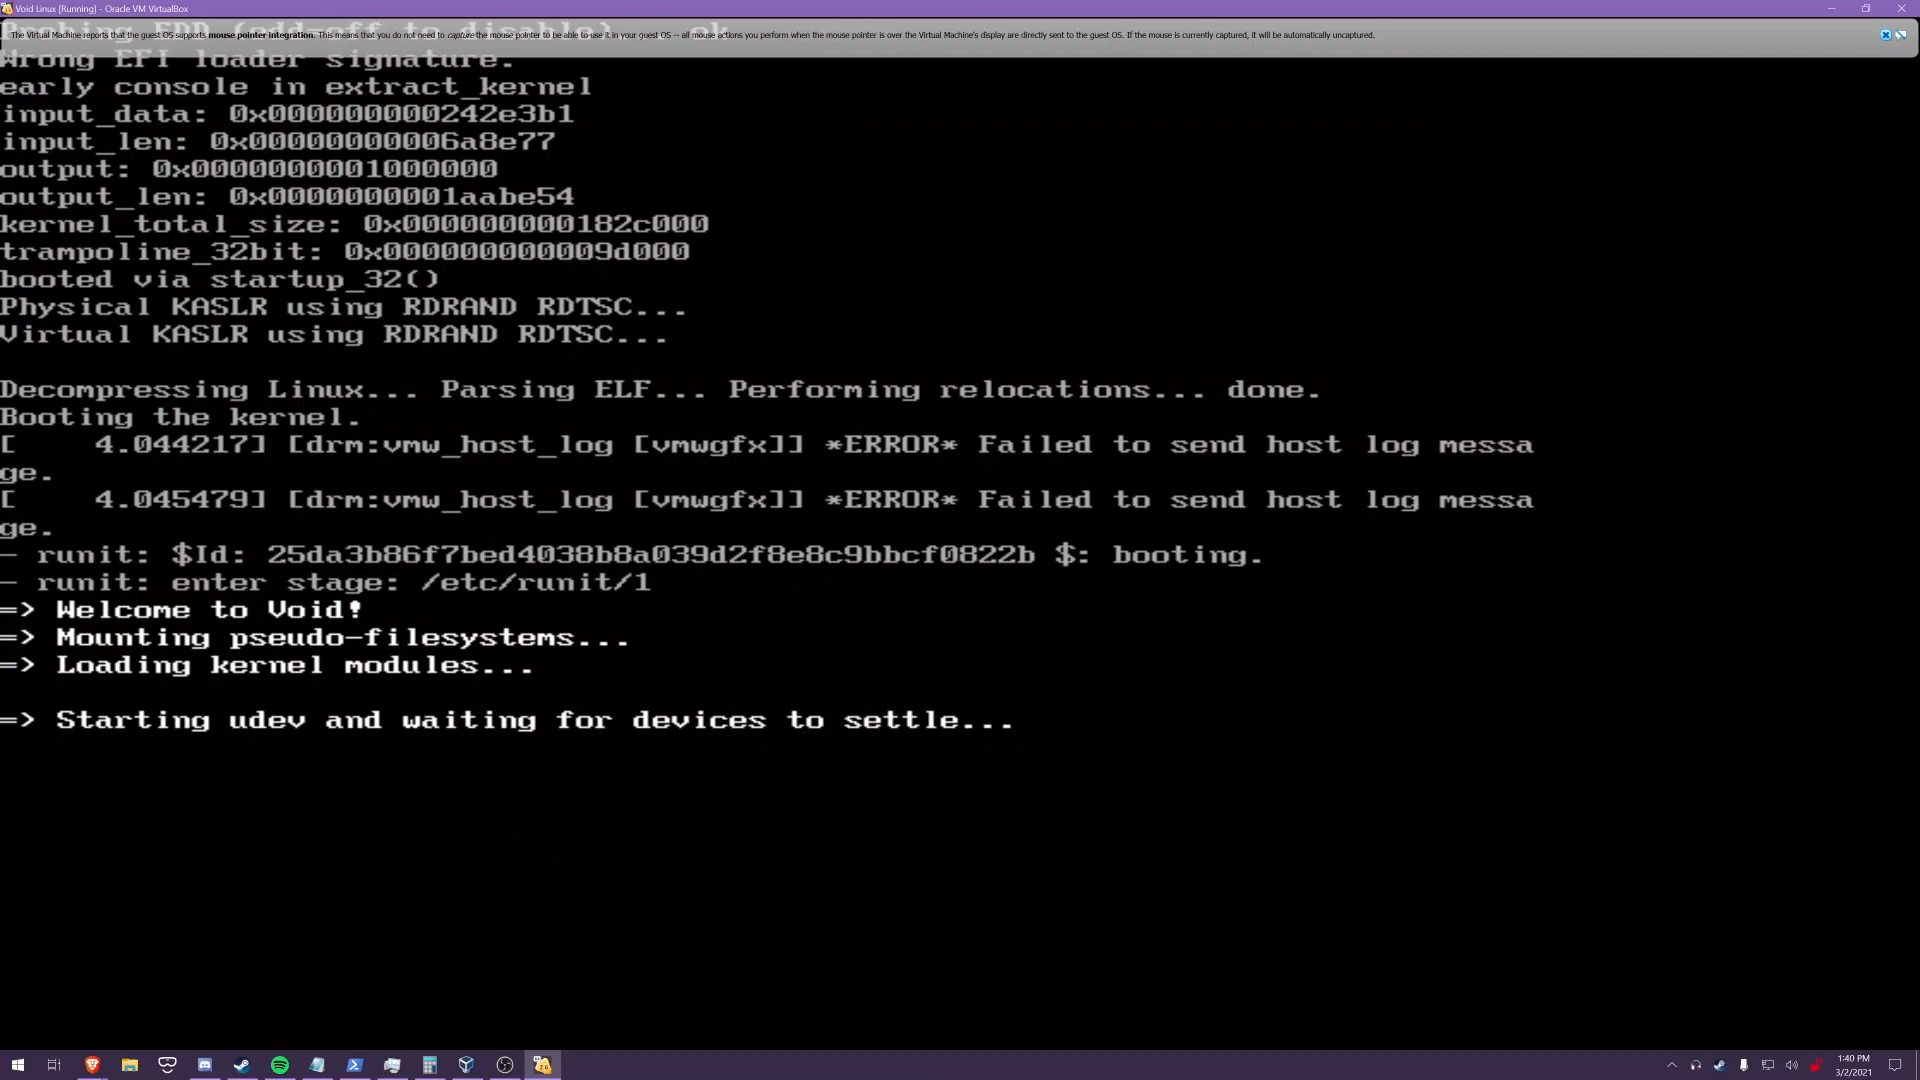 Void Linux [Running] - Oracle VM VirtualBox
Probing EDD (edd=off to disable)... ok
The Virtual Machine reports that the guest OS supports mouse pointer integration. This means that you do not need to capture the mouse pointer to be able to use it in your guest OS -- all mouse actions you perform when the mouse pointer is over the Virtual Machine's display are directly sent to the guest OS. If the mouse is currently captured, it will be automatically uncaptured.
Wrong EFI loader signature.
early console in extract_kernel
input_data: 0x000000000242e3b1
input_len: 0x00000000006a8e77
output: 0x0000000001000000
output_len: 0x0000000001aabe54
kernel_total_size: 0x000000000182c000
trampoline_32bit: 0x000000000009d000
booted via startup_32()
Physical KASLR using RDRAND RDTSC...
Virtual KASLR using RDRAND RDTSC...
Decompressing Linux... Parsing ELF... Performing relocations... done.
Booting the kernel.
[    4.044217] [drm:vmw_host_log [vmwgfx]] *ERROR* Failed to send host log messa
ge.
[    4.045479] [drm:vmw_host_log [vmwgfx]] *ERROR* Failed to send host log messa
ge.
- runit: $Id: 25da3b86f7bed4038b8a039d2f8e8c9bbcf0822b $: booting.
- runit: enter stage: /etc/runit/1
=> Welcome to Void!
=> Mounting pseudo-filesystems...
=> Loading kernel modules...
=> Starting udev and waiting for devices to settle...
1:40 PM
3/2/2021